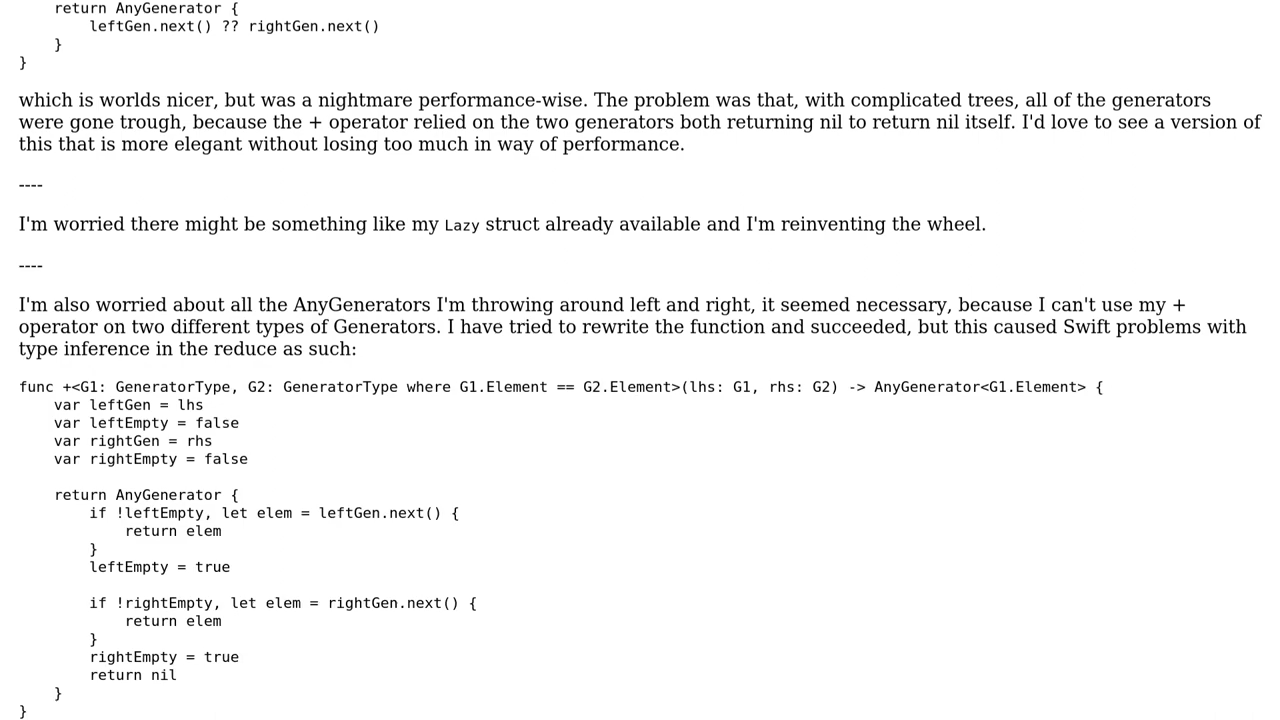 return AnyGenerator {
        leftGen.next() ?? rightGen.next()
    }
}
which is worlds nicer, but was a nightmare performance-wise. The problem was that, with complicated trees, all of the generators
were gone trough, because the + operator relied on the two generators both returning nil to return nil itself. I'd love to see a version of
this that is more elegant without losing too much in way of performance.
----
I'm worried there might be something like my Lazy struct already available and I'm reinventing the wheel.
----
I'm also worried about all the AnyGenerators I'm throwing around left and right, it seemed necessary, because I can't use my +
operator on two different types of Generators. I have tried to rewrite the function and succeeded, but this caused Swift problems with
type inference in the reduce as such:
func +<G1: GeneratorType, G2: GeneratorType where G1.Element == G2.Element>(lhs: G1, rhs: G2) -> AnyGenerator<G1.Element> {
    var leftGen = lhs
    var leftEmpty = false
    var rightGen = rhs
    var rightEmpty = false
    return AnyGenerator {
        if !leftEmpty, let elem = leftGen.next() {
            return elem
        }
        leftEmpty = true
        if !rightEmpty, let elem = rightGen.next() {
            return elem
        }
        rightEmpty = true
        return nil
    }
}